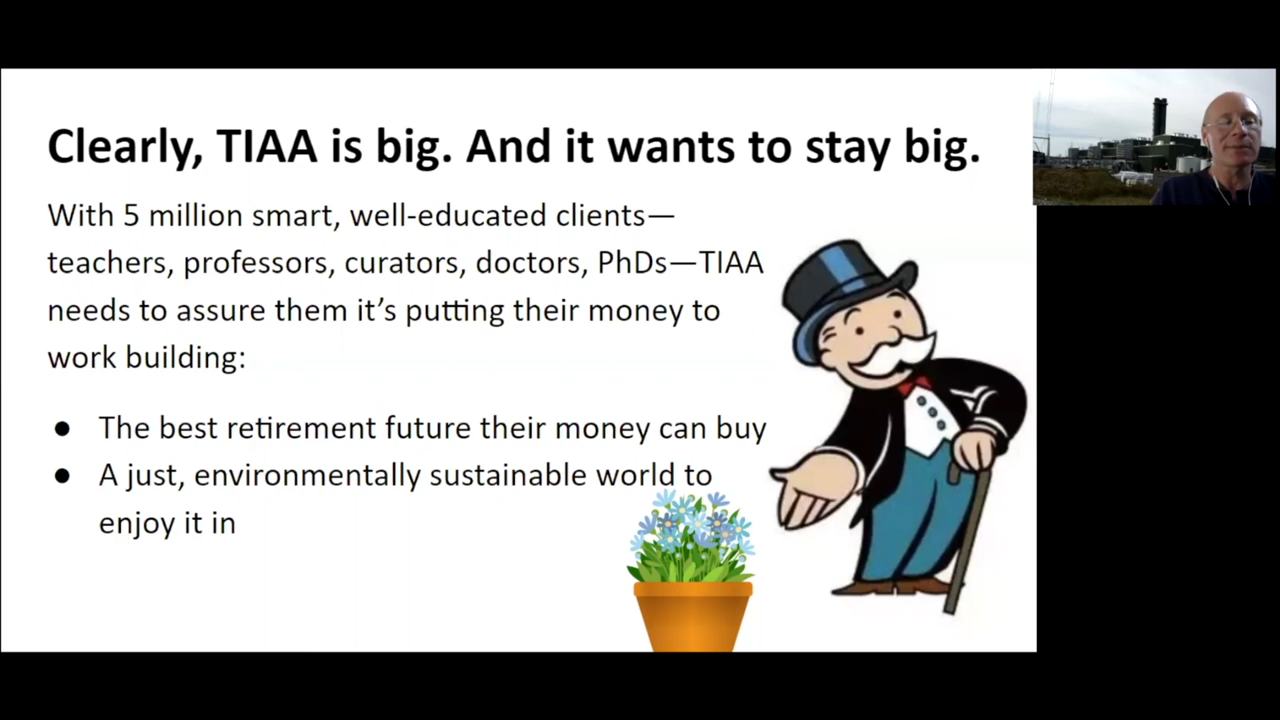 Clearly, TIAA is big. And it wants to stay big.
With 5 million smart, well-educated clients—
teachers, professors, curators, doctors, PhDs—TIAA
needs to assure them it’s putting their money to
work building:
● The best retirement future their money can buy
● A just, environmentally sustainable world to
enjoy it in